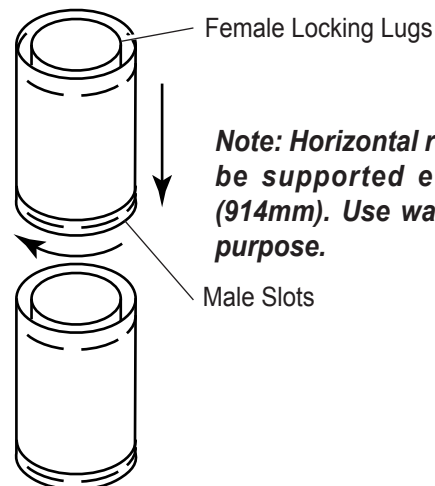 Female Locking Lugs
Note: Horizontal r
be supported e
(914mm). Use wa
purpose.
Male Slots